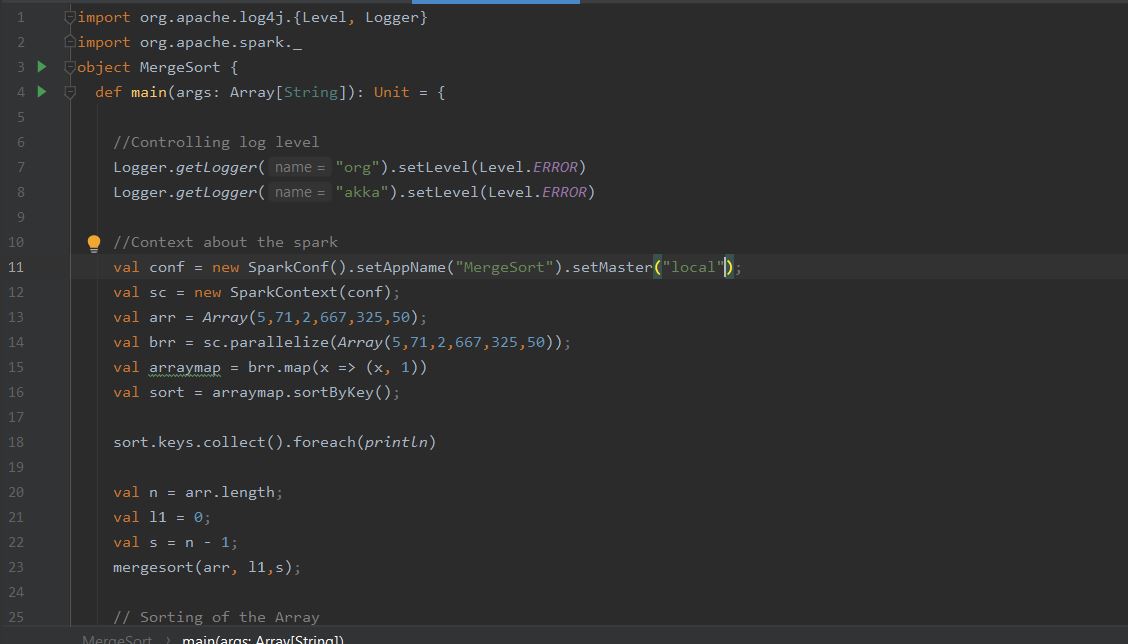 1 import org.apache.log4j.{Level, Logger}
2 import org.apache.spark._
3 object MergeSort {
4 def main(args: Array[String]): Unit = {
5
6 //Controlling log level
7 Logger.getLogger( name = "org").setLevel(Level.ERROR)
8 Logger.getLogger( name = "akka").setLevel(Level.ERROR)
9
10 //Context about the spark
11 val conf = new SparkConf().setAppName("MergeSort").setMaster("local");
12 val sc = new SparkContext(conf);
13 val arr = Array(5,71,2,667,325,50);
14 val brr = sc.parallelize(Array(5,71,2,667,325,50));
15 val arraymap = brr.map(x => (x, 1))
16 val sort = arraymap.sortByKey();
17
18 sort.keys.collect().foreach(println)
19
20 val n = arr.length;
21 val l1 = 0;
22 val s = n - 1;
23 mergesort(arr, l1,s);
24
25 // Sorting of the Array
MergeSort › main(args: Array[String])